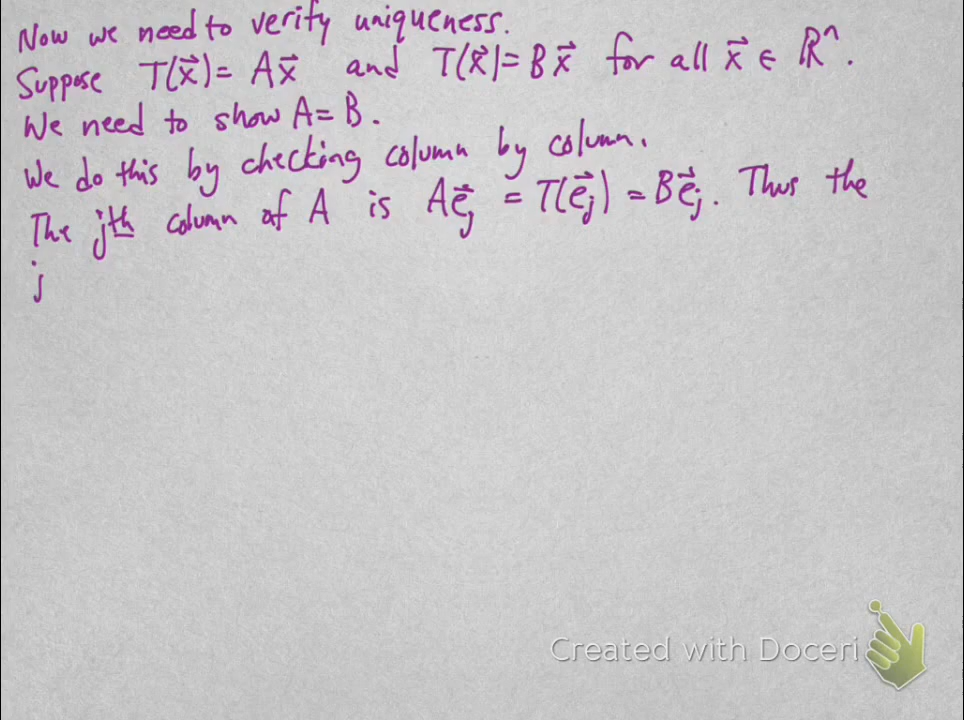 Now we need to verify uniqueness.
Suppose T(x⃗) = Ax⃗ and T(x⃗) = Bx⃗ for all x⃗ ∈ ℝⁿ.
We need to show A = B.
We do this by checking column by column.
The jth column of A is Ae⃗ⱼ = T(e⃗ⱼ) = Be⃗ⱼ. Thus the
j
Created with Doceri